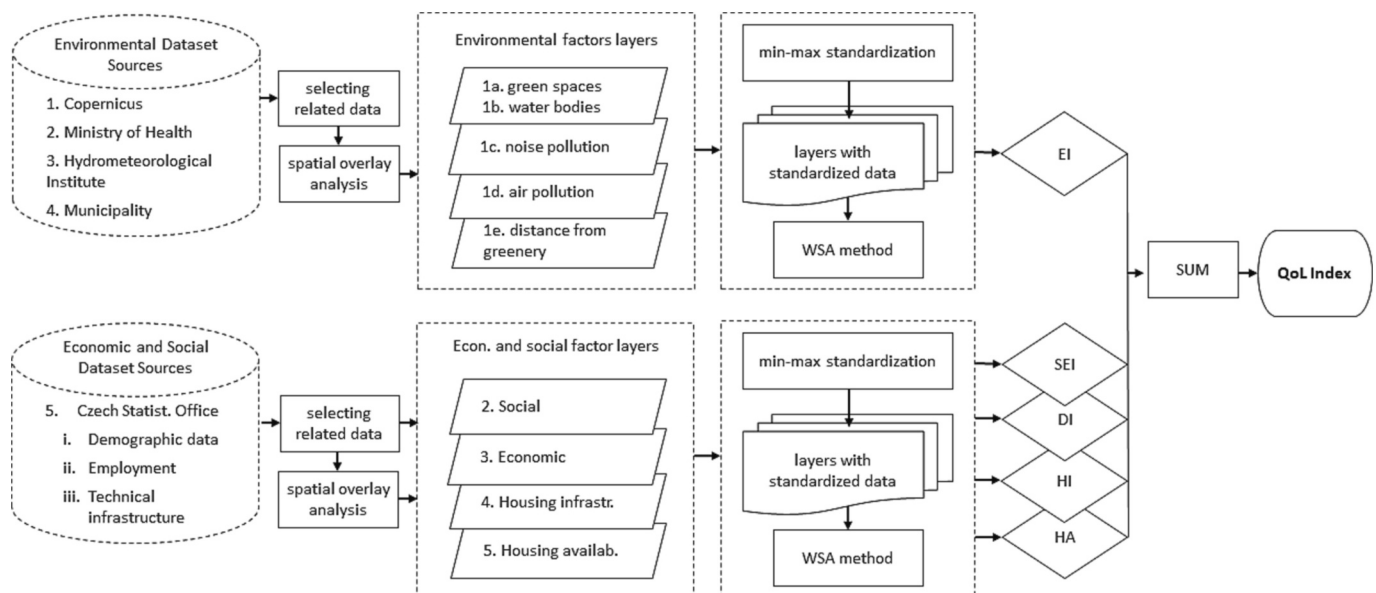 Environmental Dataset
Sources
1. Copernicus
2. Ministry of Health
3. Hydrometeorological
Institute
4. Municipality
selecting
related data
spatial overlay
analysis
Environmental factors layers
1a. green spaces
1b. water bodies
1c. noise pollution
1d. air pollution
1e. distance from
greenery
min-max standardization
layers with
standardized data
WSA method
EI
SUM
QoL Index
Economic and Social
Dataset Sources
5. Czech Statist. Office
i. Demographic data
ii. Employment
iii. Technical
infrastructure
selecting
related data
spatial overlay
analysis
Econ. and social factor layers
2. Social
3. Economic
4. Housing infrastr.
5. Housing availab.
min-max standardization
layers with
standardized data
WSA method
SEI
DI
HI
HA